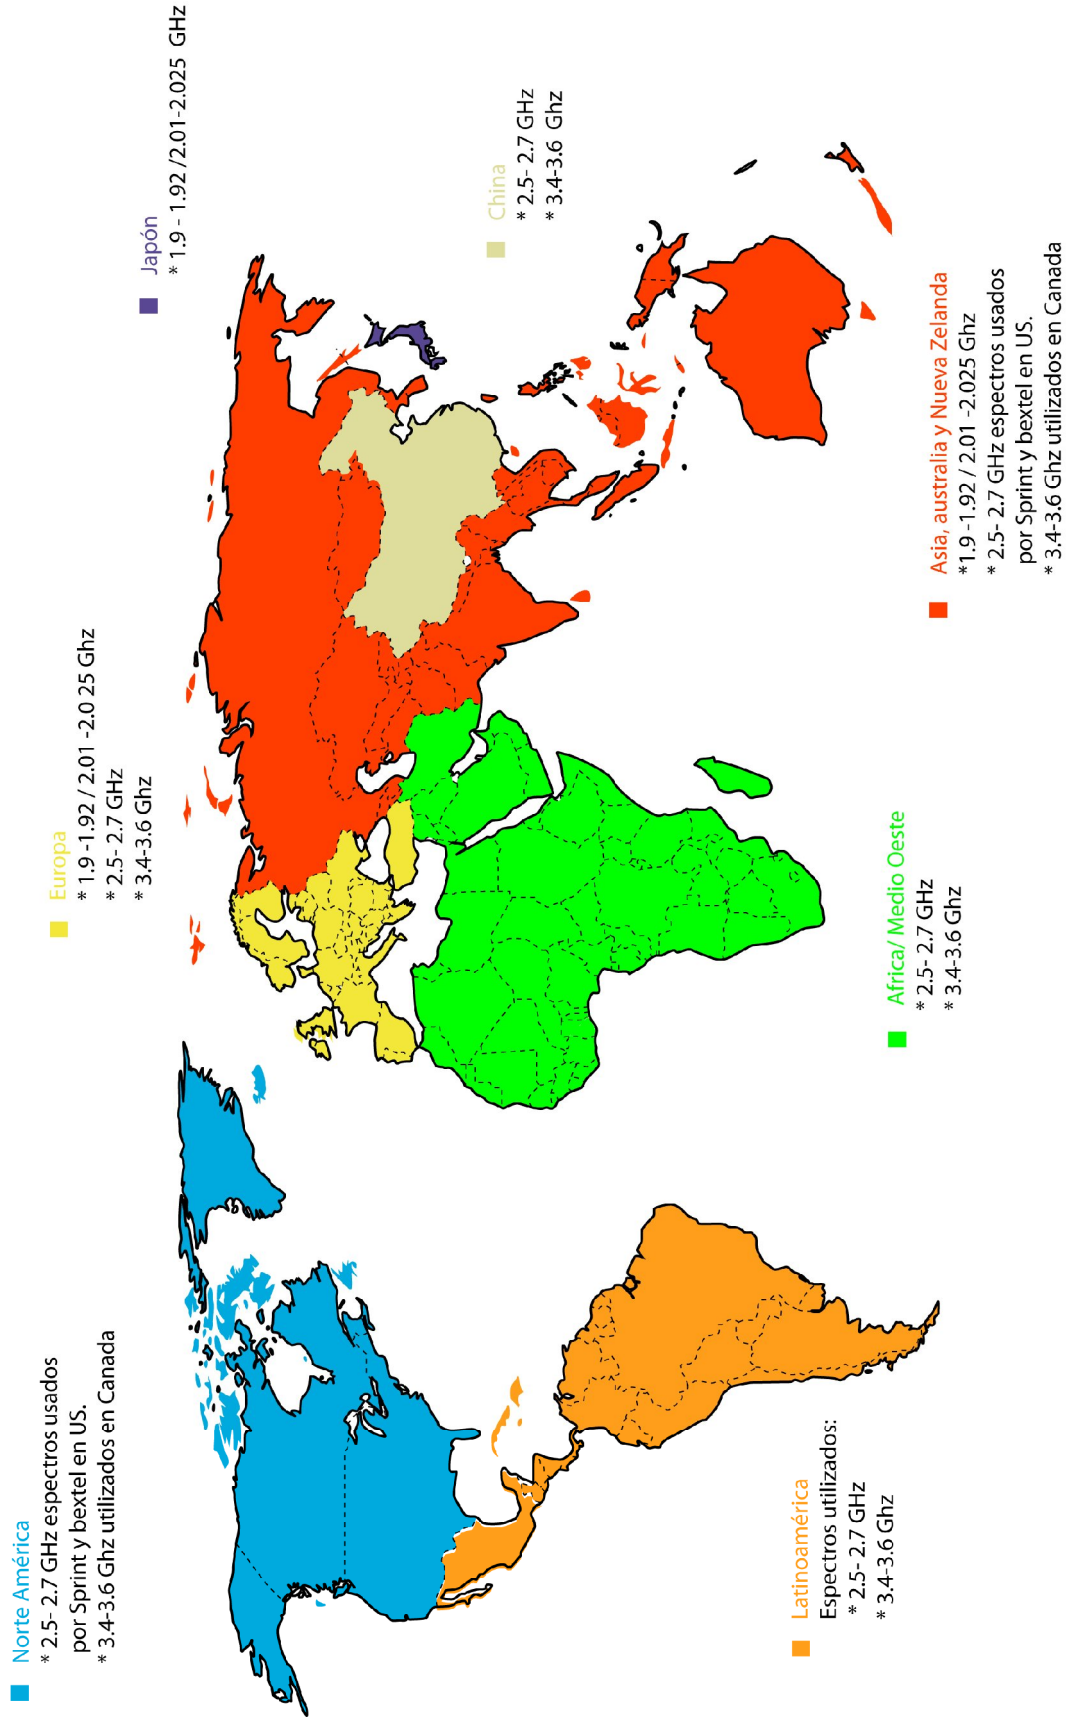 Norte América
* 2.5- 2.7 GHz espectros usados
por Sprint y bextel en US.
* 3.4-3.6 Ghz utilizados en Canada
Europa
* 1.9 -1.92 / 2.01 -2.0 25 Ghz
* 2.5- 2.7 GHz
* 3.4-3.6 Ghz
Japón
* 1.9 - 1.92 /2.01-2.025 GHz
China
* 2.5- 2.7 GHz
* 3.4-3.6 Ghz
Latinoamérica
Espectros utilizados:
* 2.5- 2.7 GHz
* 3.4-3.6 Ghz
Africa/ Medio Oeste
* 2.5- 2.7 GHz
* 3.4-3.6 Ghz
Asia, australia y Nueva Zelanda
*1.9 -1.92 / 2.01 -2.025 Ghz
* 2.5- 2.7 GHz espectros usados
por Sprint y bextel en US.
* 3.4-3.6 Ghz utilizados en Canada